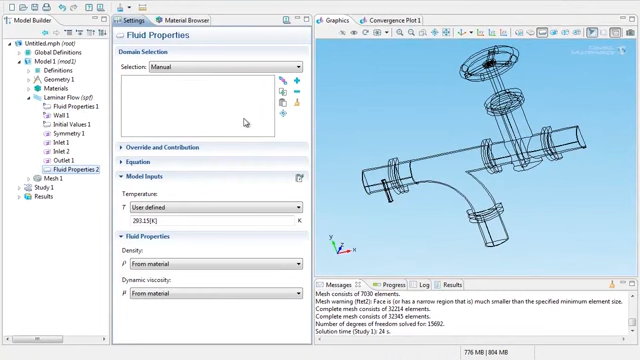 Model Builder
Untitled.mph (root)
Global Definitions
Model 1 (mod1)
Definitions
Geometry 1
Materials
Laminar Flow (spf)
Fluid Properties 1
Wall 1
Initial Values 1
Symmetry 1
Inlet 1
Inlet 2
Outlet 1
Fluid Properties 2
Mesh 1
Study 1
Results
Settings
Material Browser
Fluid Properties
Domain Selection
Selection:
Manual
Override and Contribution
Equation
Model Inputs
Temperature:
T
User defined
293.15[K]
K
Fluid Properties
Density:
ρ
From material
Dynamic viscosity:
μ
From material
Graphics
Convergence Plot 1
y
z
x
Messages
Progress
Log
Results
Mesh consists of 7030 elements.
Mesh warning (ftet2): Face is (or has a narrow region that is) much smaller than the specified minimum element size.
Complete mesh consists of 32214 elements.
Complete mesh consists of 32345 elements.
Number of degrees of freedom solved for: 15692.
Solution time (Study 1): 24 s.
776 MB | 804 MB